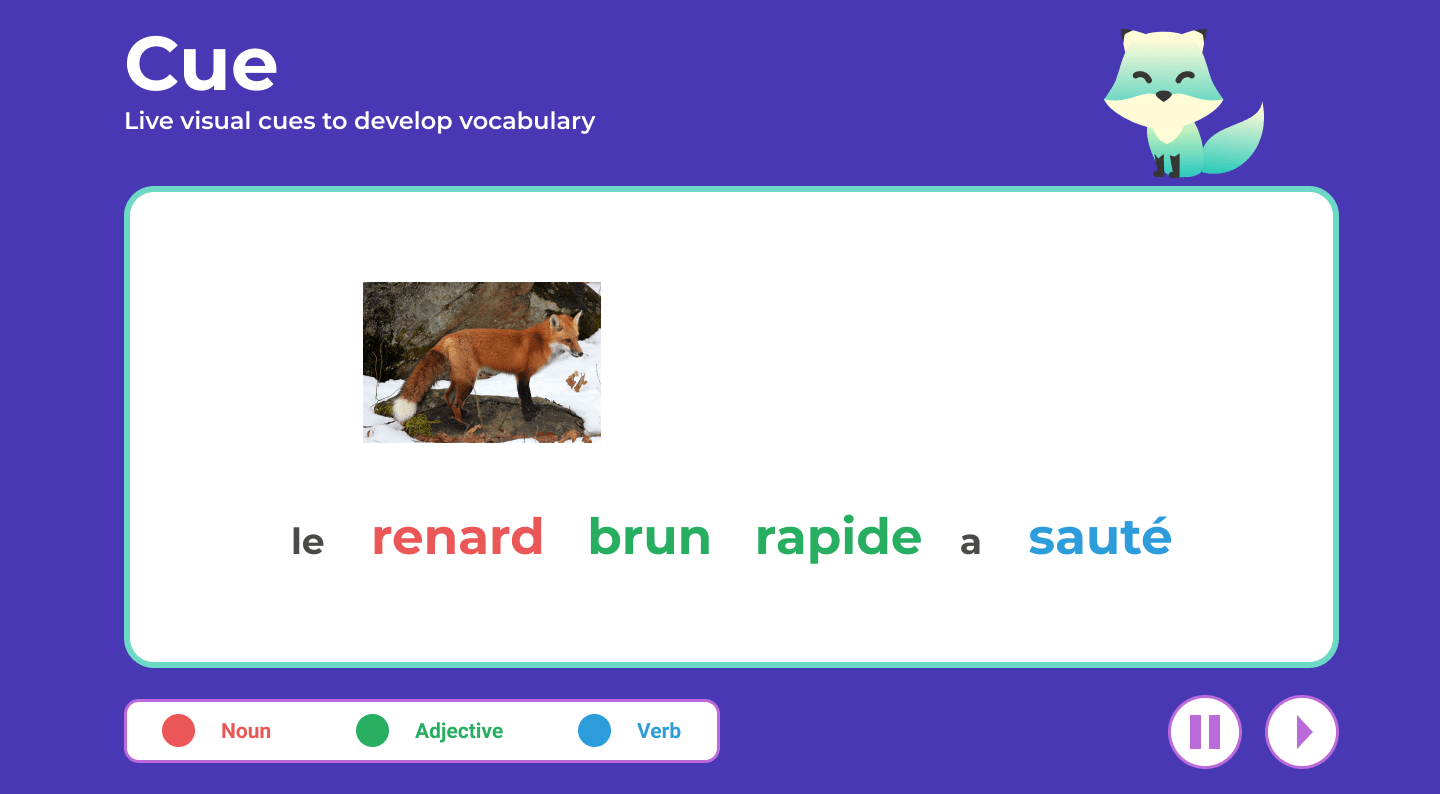 Cue
Live visual cues to develop vocabulary
le renard brun rapide a sauté
Noun Adjective Verb